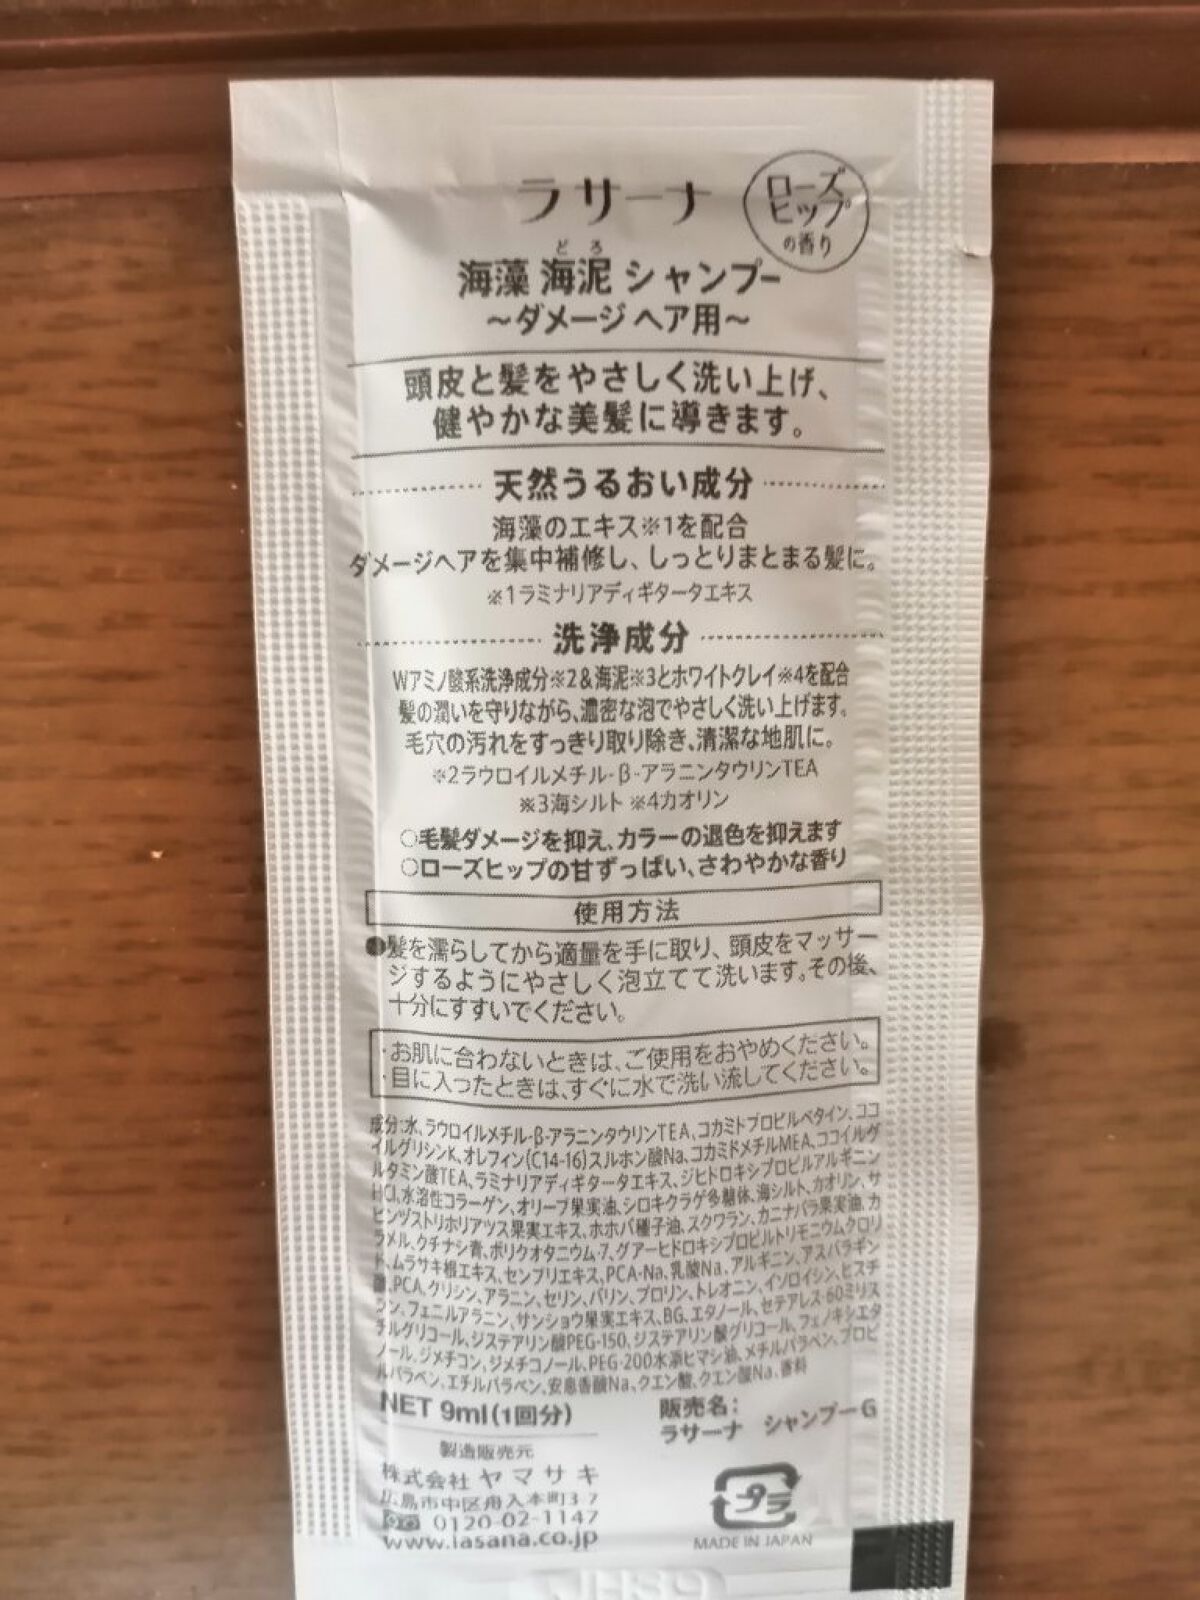 ラサーナ
ローズ
ヒップ
の香り
どろ
海藻 海泥 シャンプー
～ダメージヘア用～
頭皮と髪をやさしく洗い上げ、
健やかな美髪に導きます。
天然うるおい成分
海藻のエキス※1を配合
ダメージヘアを集中補修し、しっとりまとまる髪に。
※1ラミナリアディギタータエキス
洗浄成分
Wアミノ酸系洗浄成分※2&海泥※3とホワイトクレイ※4を配合
髪の潤いを守りながら、濃密な泡でやさしく洗い上げます。
毛穴の汚れをすっきり取り除き、清潔な地肌に。
※2ラウロイルメチル-β-アラニンタウリンTEA
※3海シルト ※4カオリン
○毛髪ダメージを抑え、カラーの退色を抑えます
○ローズヒップの甘ずっぱい、さわやかな香り
使用方法
●髪を濡らしてから適量を手に取り、頭皮をマッサー
ジするようにやさしく泡立てて洗います。その後、
十分にすすいでください。
・お肌に合わないときは、ご使用をおやめください。
・目に入ったときは、すぐに水で洗い流してください。
成分:水、ラウロイルメチル-β-アラニンタウリンTEA、コカミドプロピルベタイン、ココ
イルグリシンK、オレフィン(C14-16)スルホン酸Na、コカミドメチルMEA、ココイルグ
ルタミン酸TEA、ラミナリアディギタータエキス、ジヒドロキシプロピルアルギニン
HCl、水溶性コラーゲン、オリーブ果実油、シロキクラゲ多糖体、海シルト、カオリン、サ
ピンヅストリホリアツス果実エキス、ホホバ種子油、スクワラン、カニナバラ果実油、カ
ラメル、クチナシ青、ポリクオタニウム-7、グアーヒドロキシプロピルトリモニウムクロリ
ド、ムラサキ根エキス、センブリエキス、PCA-Na、乳酸Na、アルギニン、アスパラギン
酸、PCA、グリシン、アラニン、セリン、バリン、プロリン、トレオニン、イソロイシン、ヒスチ
ジン、フェニルアラニン、サンショウ果実エキス、BG、エタノール、セテアレス-60ミリス
チルグリコール、ジステアリン酸PEG-150、ジステアリン酸グリコール、フェノキシエタ
ノール、ジメチコン、ジメチコノール、PEG-200水添ヒマシ油、メチルパラベン、プロピ
ルパラベン、エチルパラベン、安息香酸Na、クエン酸、クエン酸Na、香料
NET 9ml(1回分)
販売名:
ラサーナ シャンプーG
製造販売元
株式会社 ヤマサキ
広島市中区舟入本町3-7
0120-02-1147
www.lasana.co.jp
プラ
MADE IN JAPAN